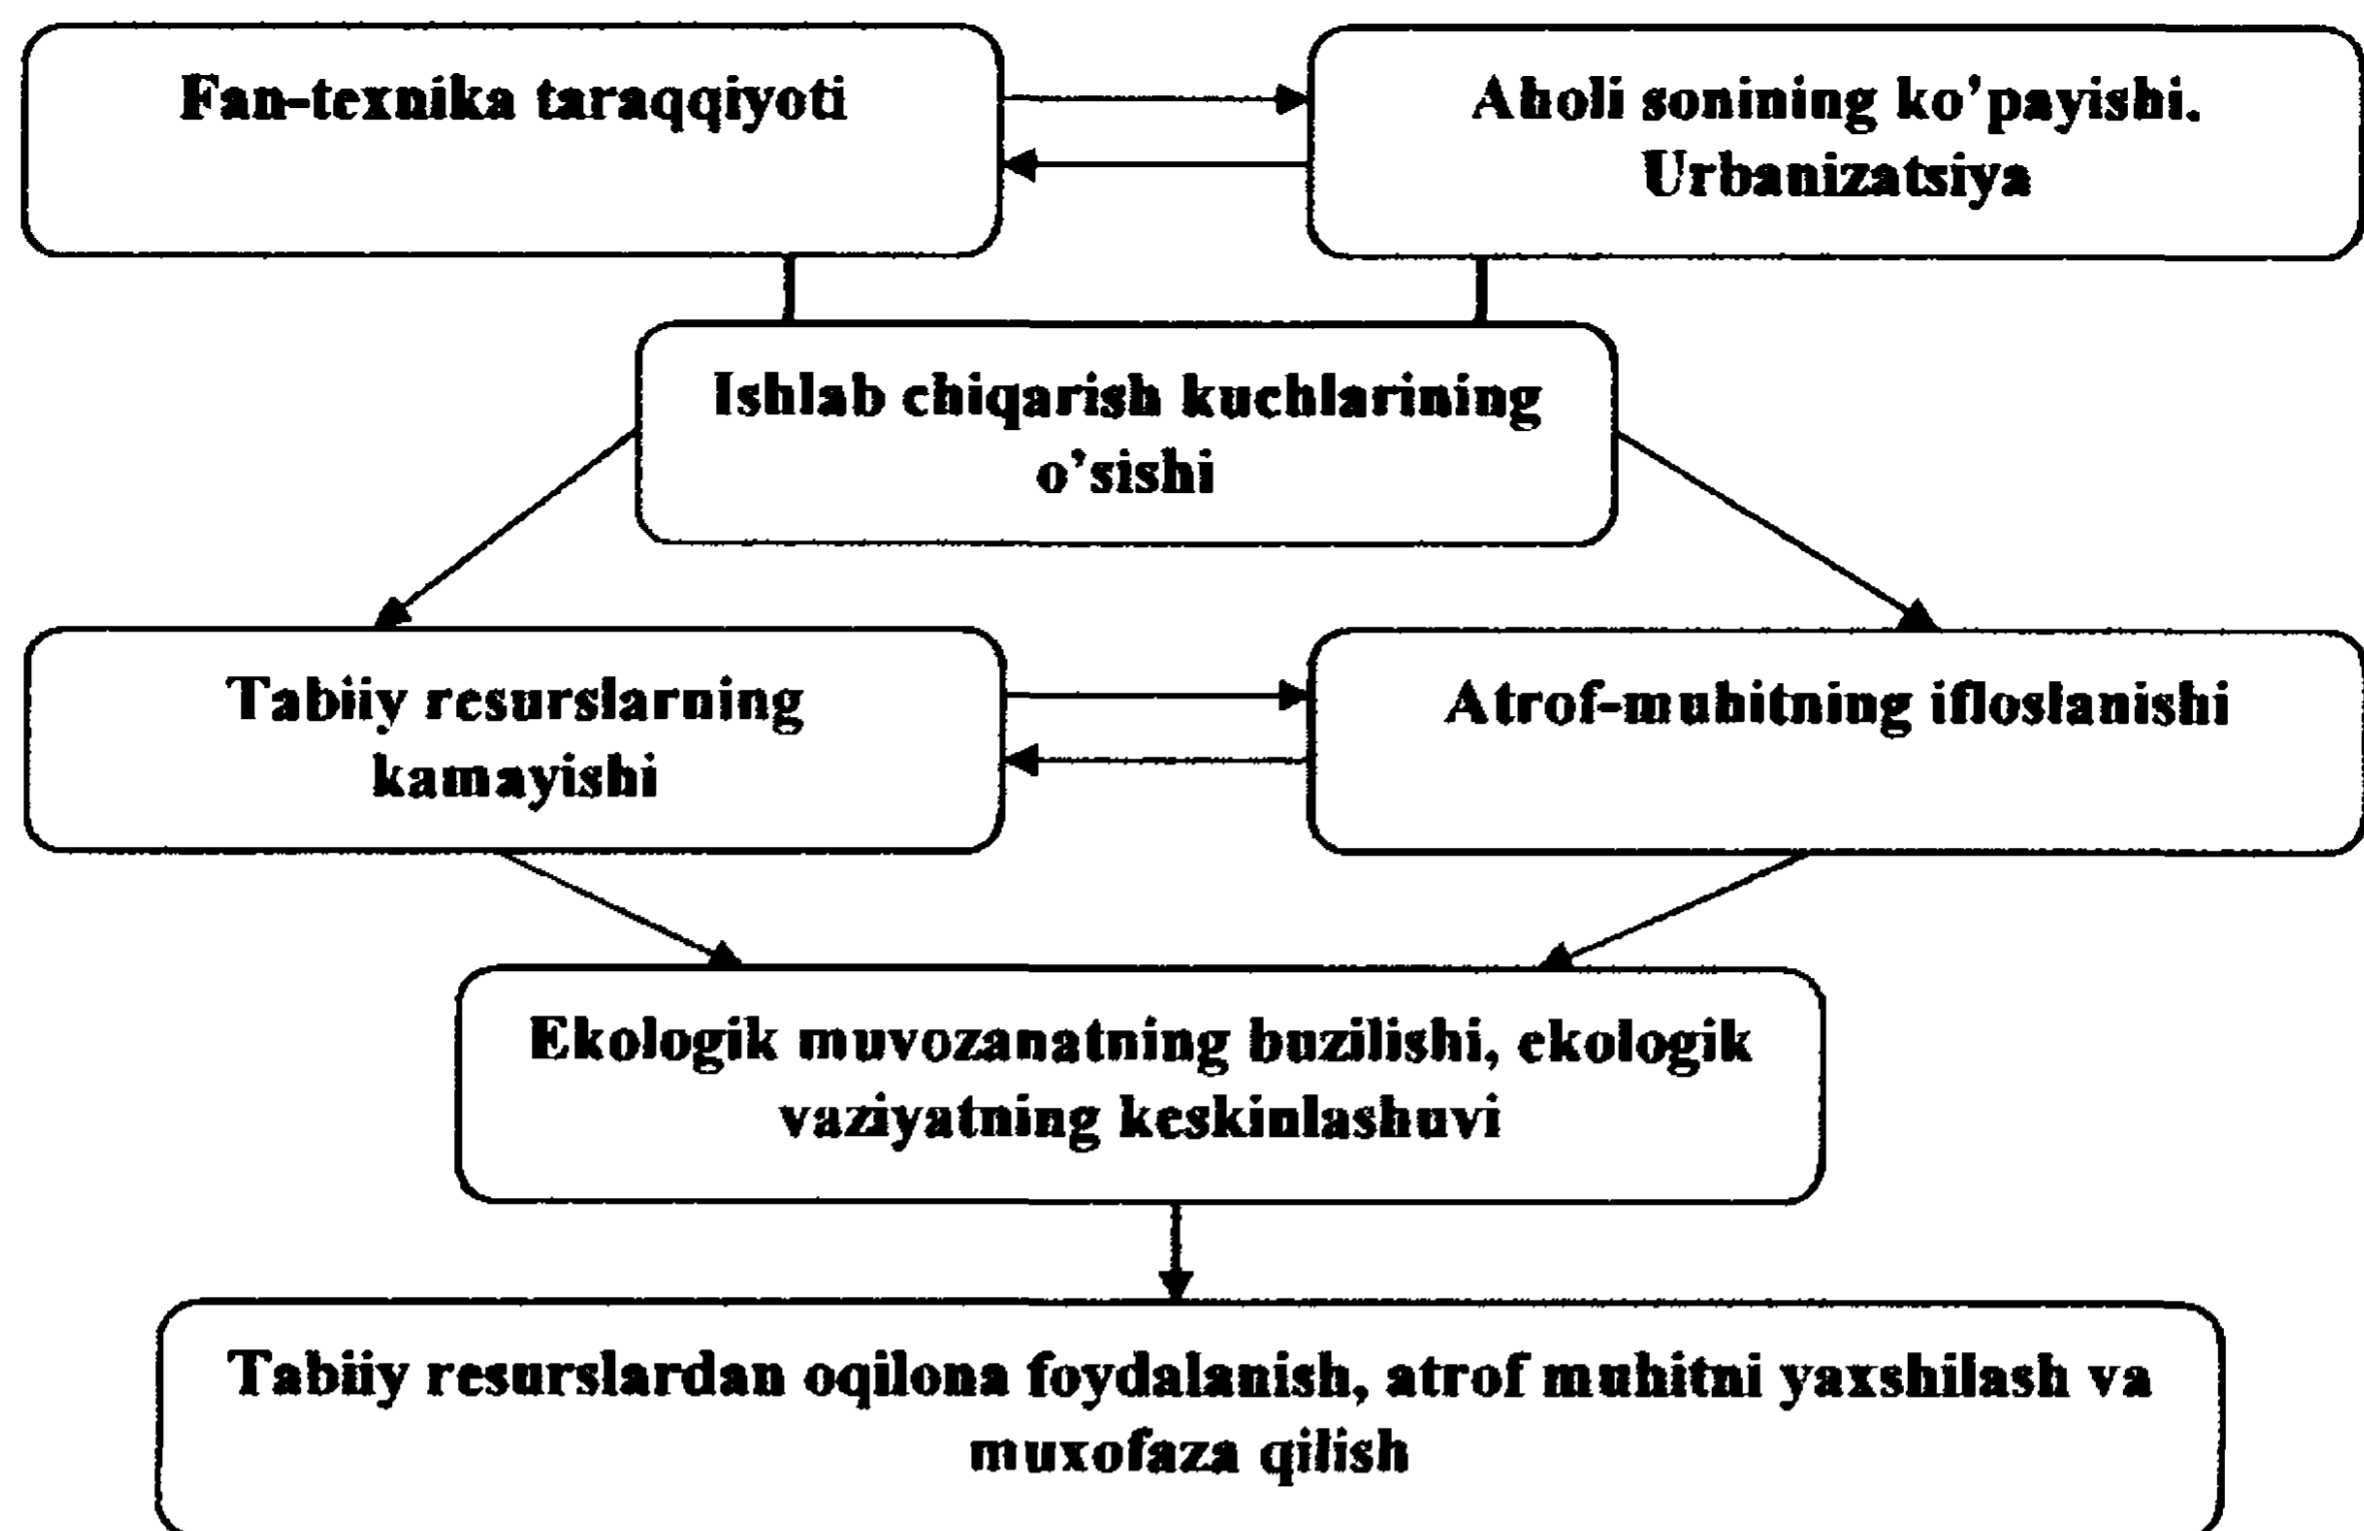 Fan-texnika taraqqiyoti
Aholi sonining ko’payishi.
Urbanizatsiya
Ishlab chiqarish kuchlarining
o’sishi
Tabiiy resurslarning
kamayishi
Atrof-muhitning ifloslanishi
Ekologik muvozanatning buzilishi, ekologik
vaziyatning keskinlashuvi
Tabiiy resurslardan oqilona foydalanish, atrof muhitni yaxshilash va
muxofaza qilish